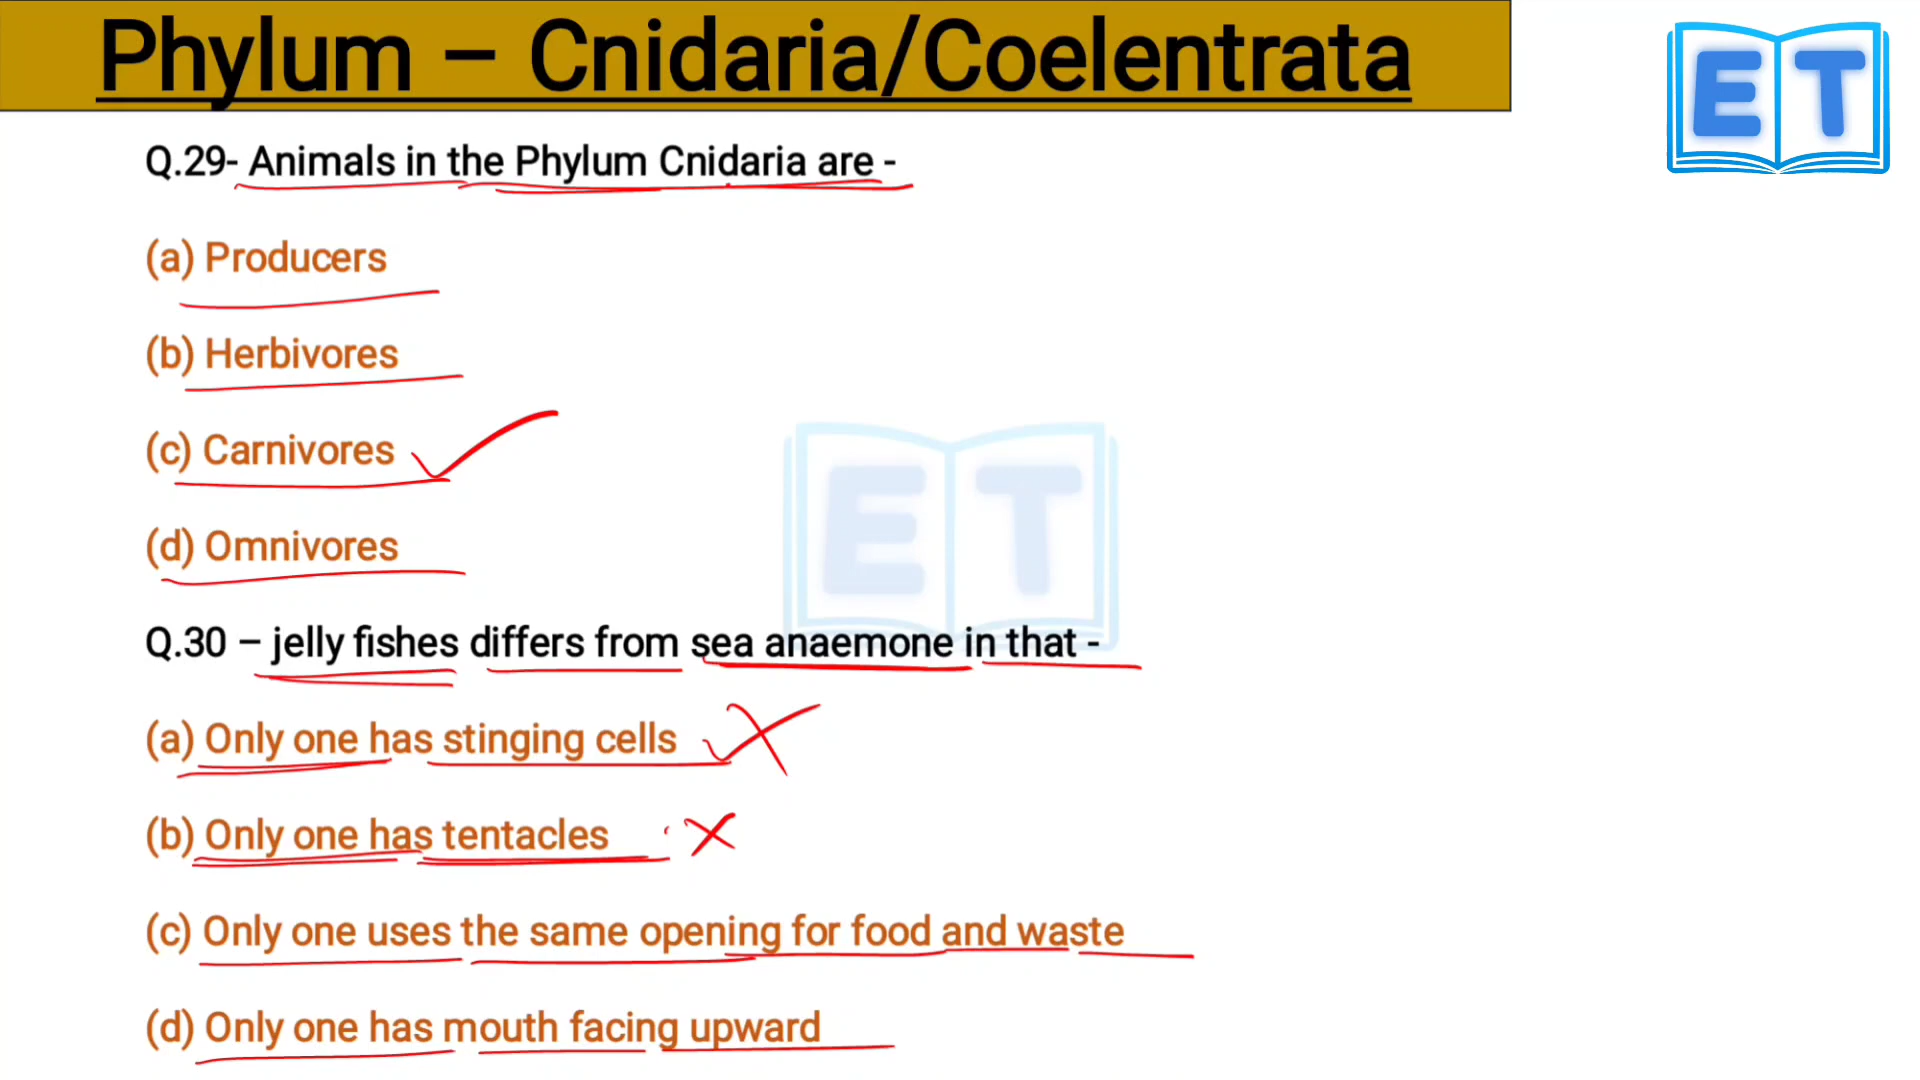 Phylum – Cnidaria/Coelentrata
ET
Q.29- Animals in the Phylum Cnidaria are -
(a) Producers
(b) Herbivores
(c) Carnivores
(d) Omnivores
ET
Q.30 – jelly fishes differs from sea anaemone in that -
(a) Only one has stinging cells
(b) Only one has tentacles
(c) Only one uses the same opening for food and waste
(d) Only one has mouth facing upward